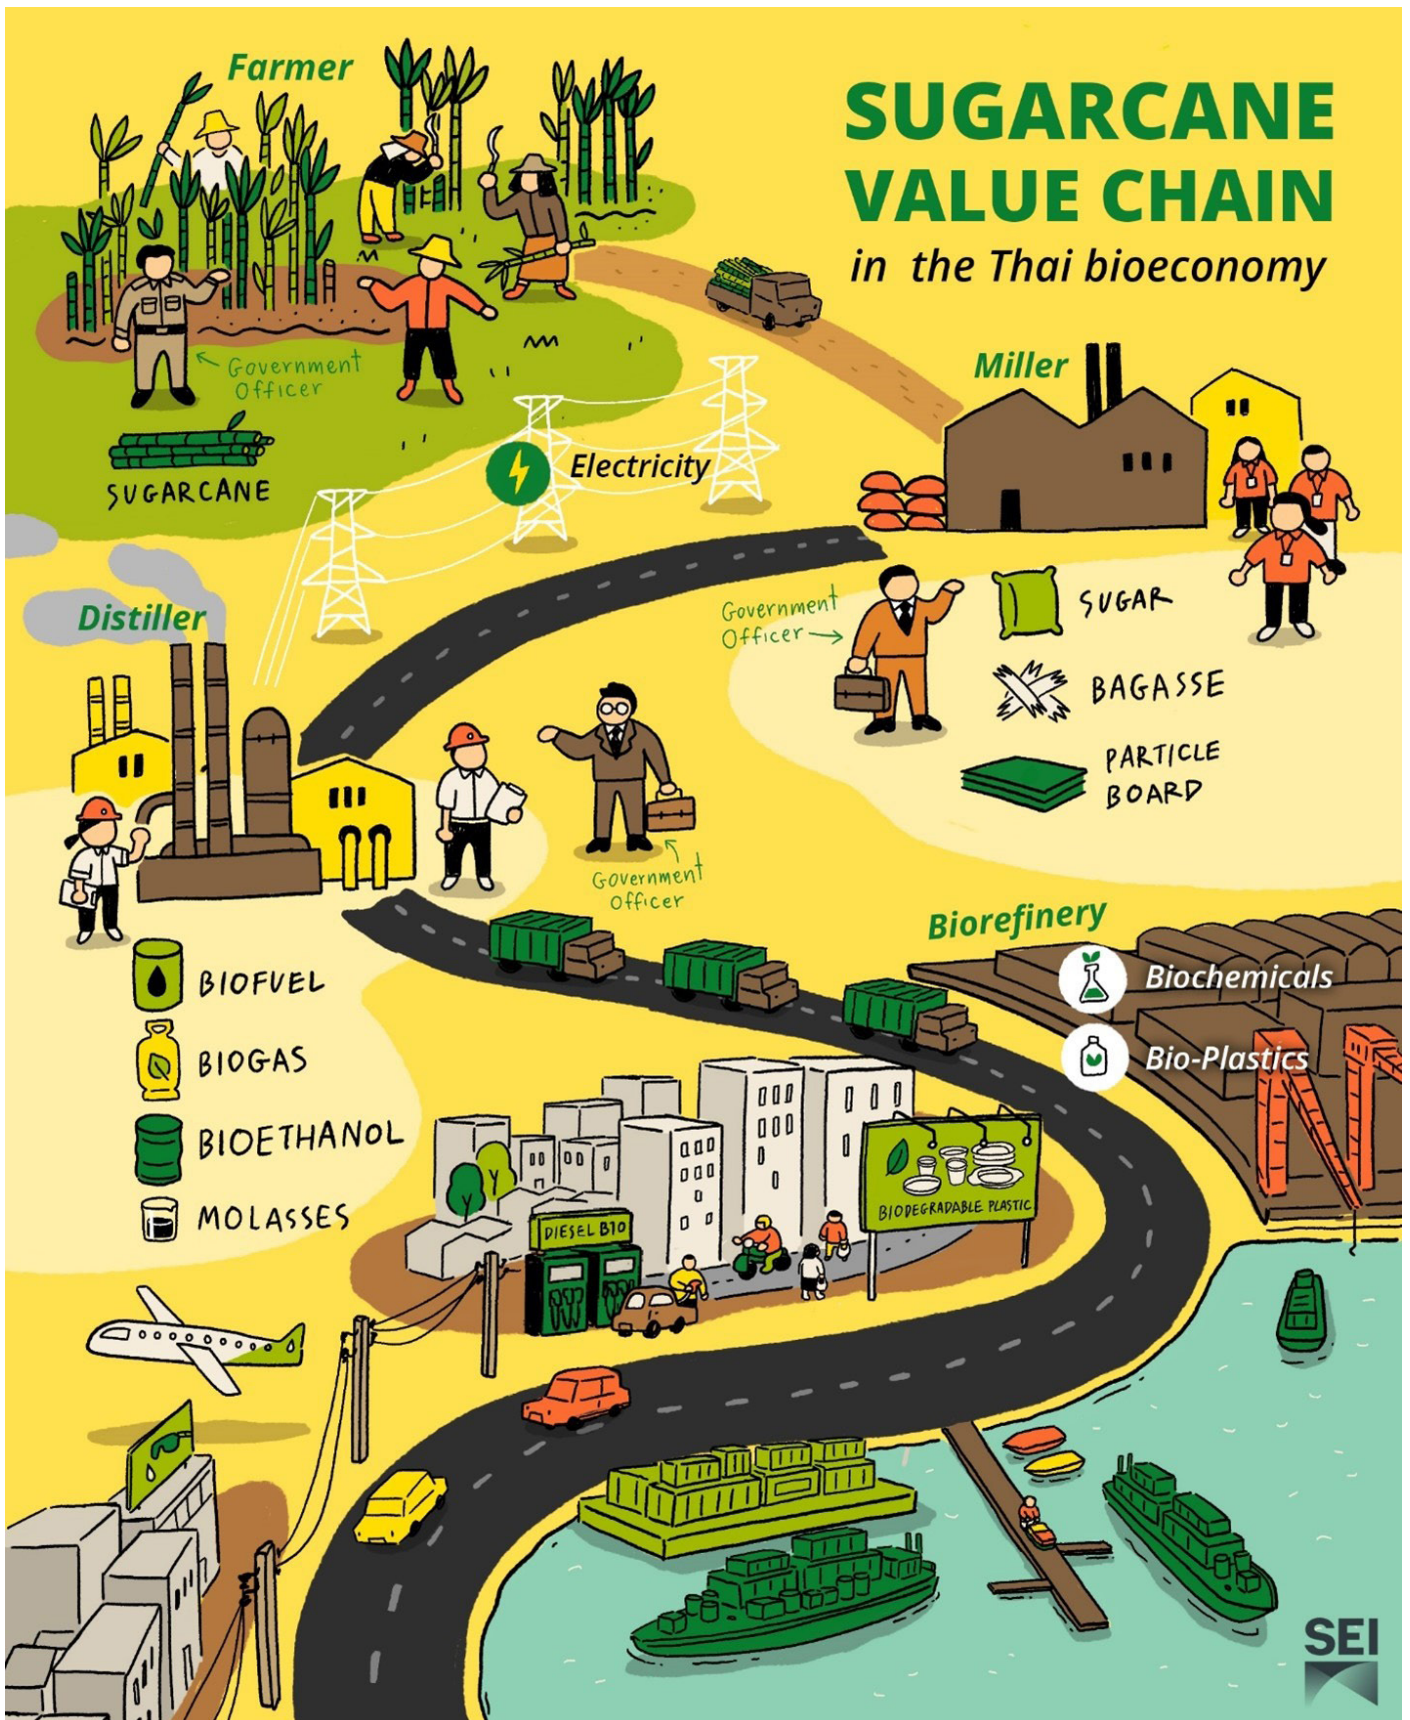 Farmer
SUGARCANE
VALUE CHAIN
in the Thai bioeconomy
Government
Officer
Miller
SUGARCANE
Electricity
Distiller
Government
Officer
SUGAR
BAGASSE
PARTICLE
BOARD
Government
Officer
Biorefinery
BIOFUEL
Biochemicals
BIOGAS
Bio-Plastics
BIOETHANOL
MOLASSES
BIODEGRADABLE PLASTIC
DIESEL B10
SEI